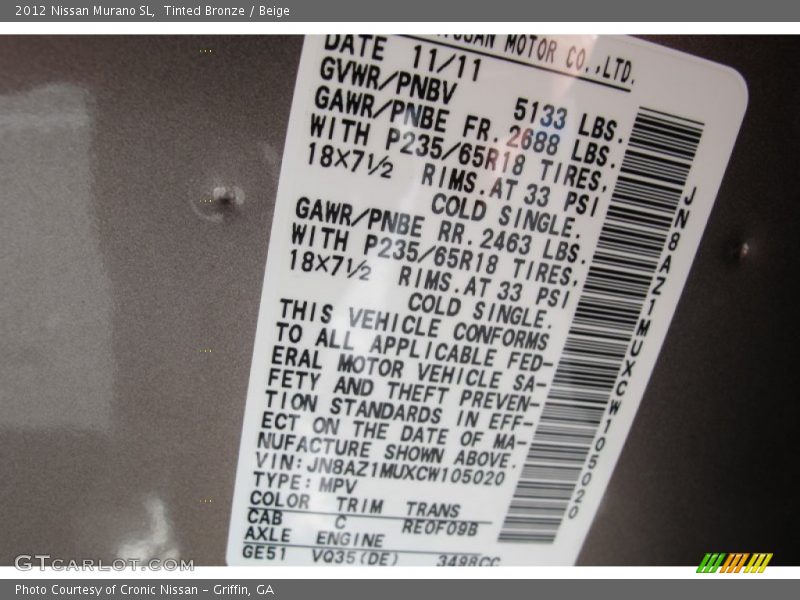 2012 Nissan Murano SL, Tinted Bronze / Beige
MOTOR CO.,LTD.
DATE 11/11
GVWR/PNBV 5133 LBS.
GAWR/PNBE FR. 2688 LBS.
WITH P235/65R18 TIRES,
18X7½ RIMS.AT 33 PSI
COLD SINGLE.
GAWR/PNBE RR. 2463 LBS.
WITH P235/65R18 TIRES,
18X7½ RIMS.AT 33 PSI
COLD SINGLE.
THIS VEHICLE CONFORMS
TO ALL APPLICABLE FED-
ERAL MOTOR VEHICLE SA-
FETY AND THEFT PREVEN-
TION STANDARDS IN EFF-
ECT ON THE DATE OF MA-
NUFACTURE SHOWN ABOVE.
VIN:JN8AZ1MUXCW105020
TYPE:MPV
COLOR TRIM TRANS
CAB C RE0F09B
AXLE ENGINE
GE51 VQ35(DE) 3498CC
JN8AZ1MUXCW105020
GTCARLOT.COM
Photo Courtesy of Cronic Nissan - Griffin, GA